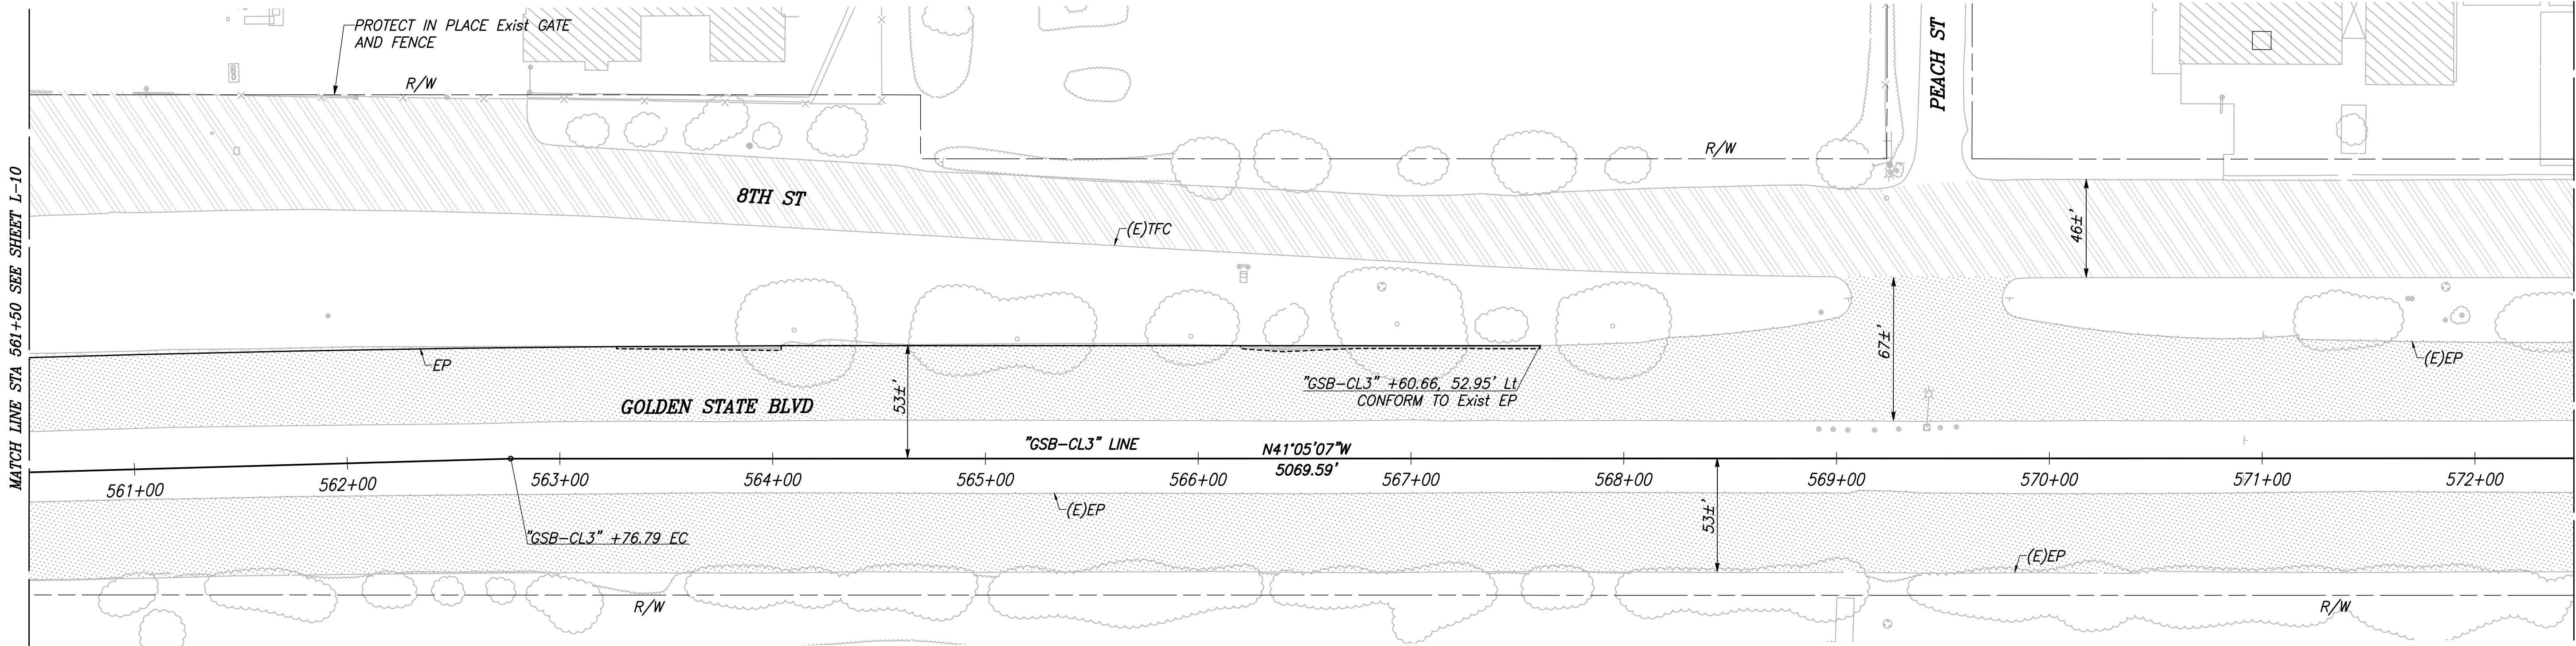 PROTECT IN PLACE Exist GATE
AND FENCE
R/W
PEACH ST
R/W
8TH ST
(E)TFC
46±'
MATCH LINE STA 561+50 SEE SHEET L-10
EP
67±'
(E)EP
53±'
"GSB-CL3" +60.66, 52.95' Lt
CONFORM TO Exist EP
GOLDEN STATE BLVD
"GSB-CL3" LINE
N41°05'07"W
5069.59'
561+00
562+00
563+00
564+00
565+00
566+00
567+00
568+00
569+00
570+00
571+00
572+00
(E)EP
53±'
"GSB-CL3" +76.79 EC
(E)EP
R/W
R/W